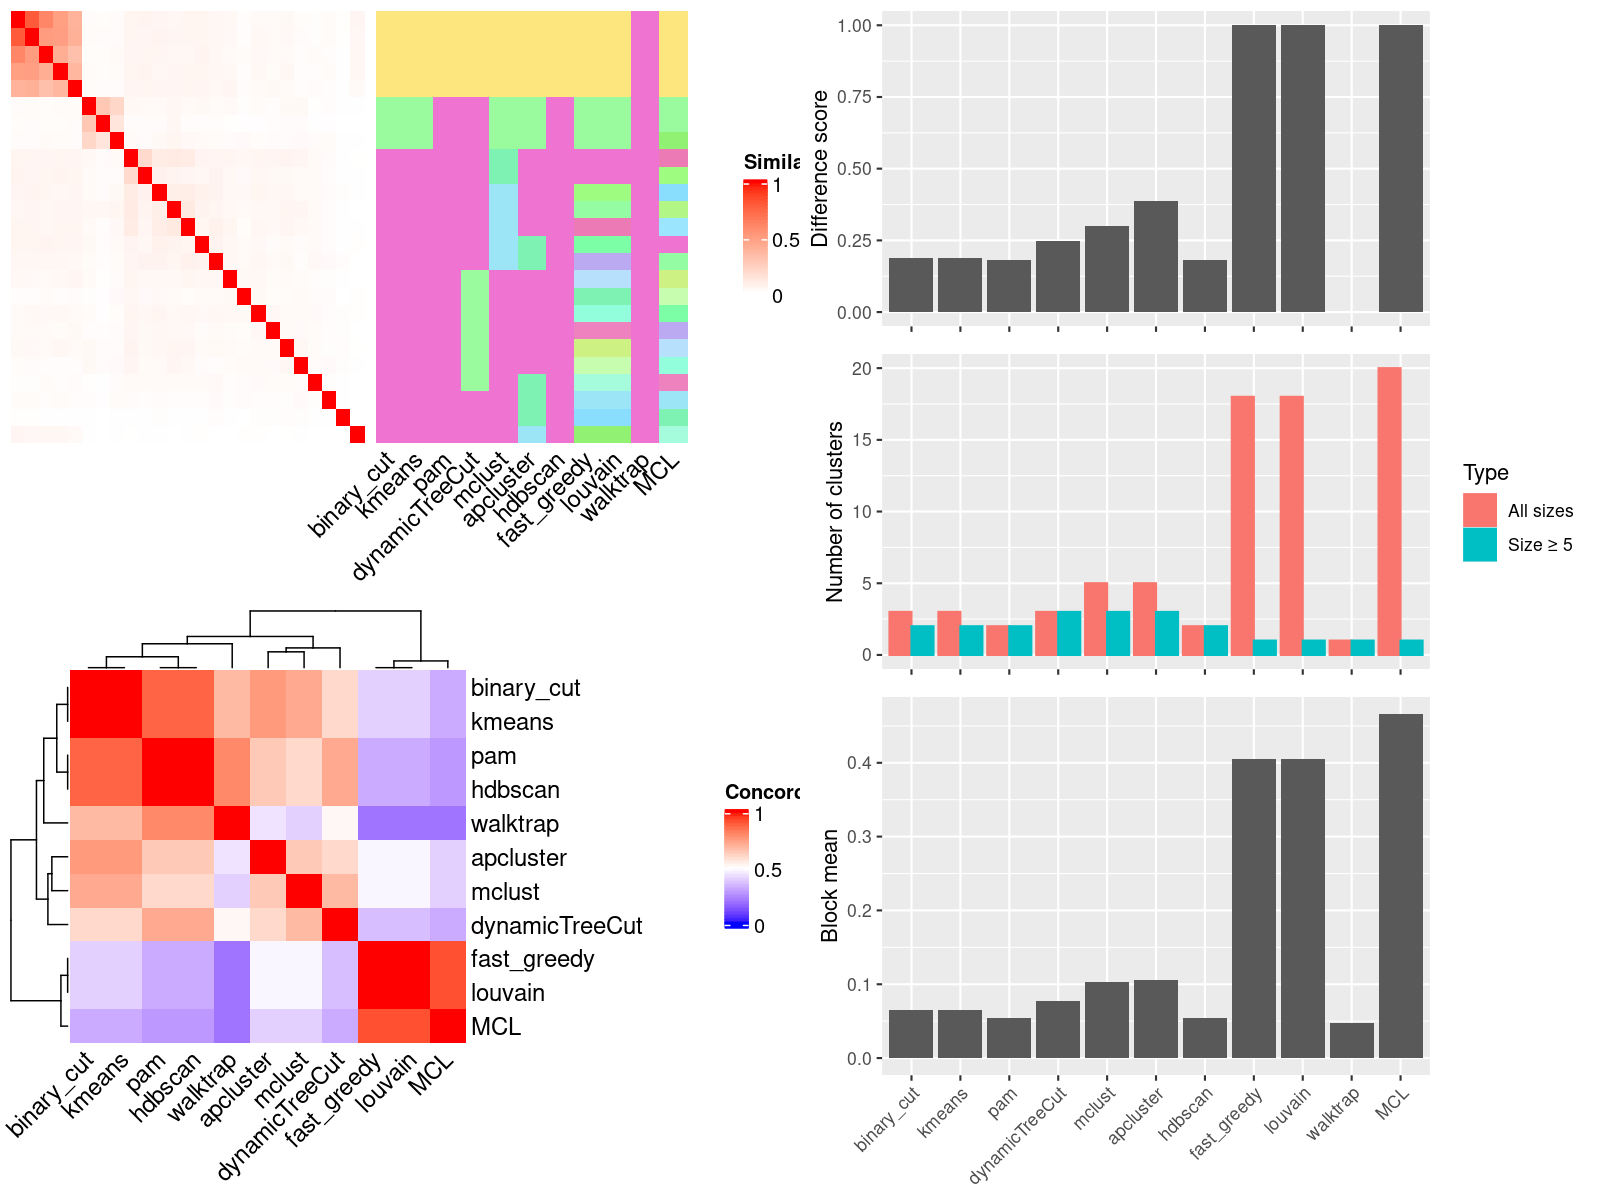 Simila
1
0.5
0
binary_cut
kmeans
pam
dynamicTreeCut
mclust
apcluster
hdbscan
fast_greedy
louvain
walktrap
MCL
binary_cut
kmeans
pam
hdbscan
walktrap
apcluster
mclust
dynamicTreeCut
fast_greedy
louvain
MCL
Concord
1
0.5
0
binary_cut
kmeans
pam
hdbscan
walktrap
apcluster
mclust
dynamicTreeCut
fast_greedy
louvain
MCL
Difference score
1.00
0.75
0.50
0.25
0.00
Number of clusters
20
15
10
5
0
Type
All sizes
Size ≥ 5
Block mean
0.4
0.3
0.2
0.1
0.0
binary_cut
kmeans
pam
dynamicTreeCut
mclust
apcluster
hdbscan
fast_greedy
louvain
walktrap
MCL